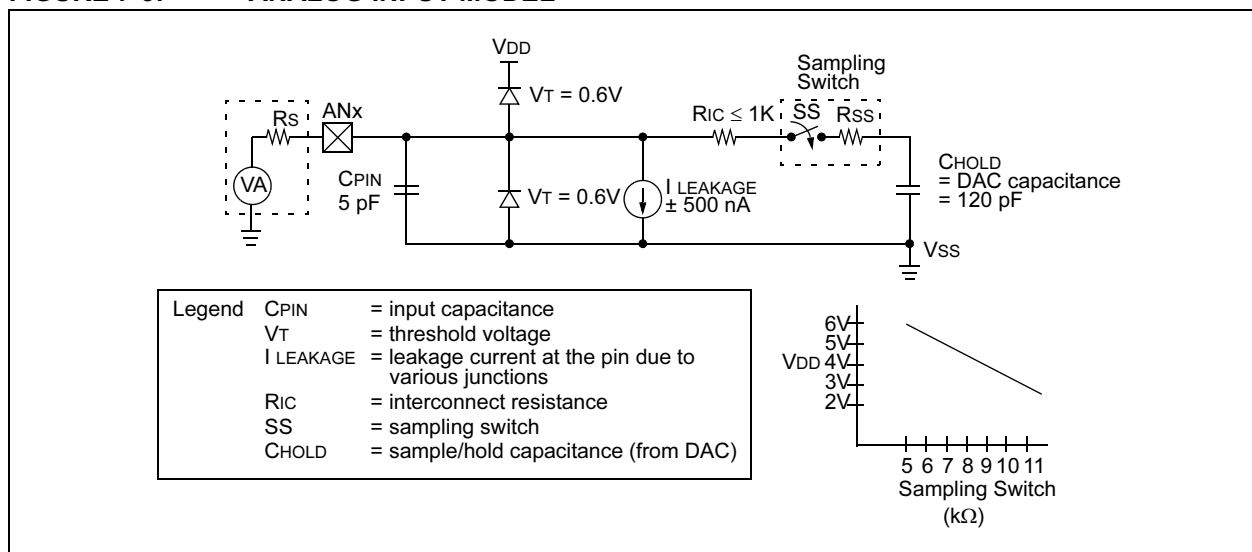 VDD
Sampling
Switch
VT = 0.6V
RS
ANx
RIC ≤ 1K
SS
RSS
VA
CPIN
5 pF
VT = 0.6V
I LEAKAGE
± 500 nA
CHOLD
= DAC capacitance
= 120 pF
VSS
Legend CPIN = input capacitance
VT = threshold voltage
I LEAKAGE = leakage current at the pin due to
various junctions
RIC = interconnect resistance
SS = sampling switch
CHOLD = sample/hold capacitance (from DAC)
6V
5V
VDD 4V
3V
2V
5 6 7 8 9 10 11
Sampling Switch
(kΩ)